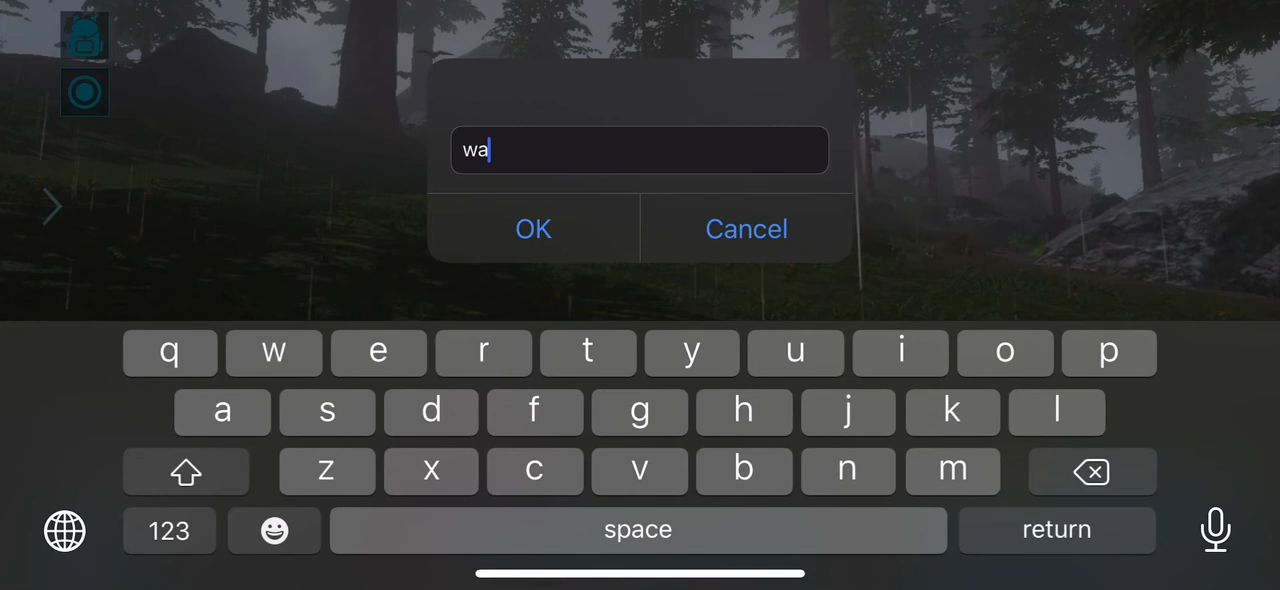 wa
OK Cancel
q w e r t y u i o p
a s d f g h j k l
z x c v b n m
123 space return